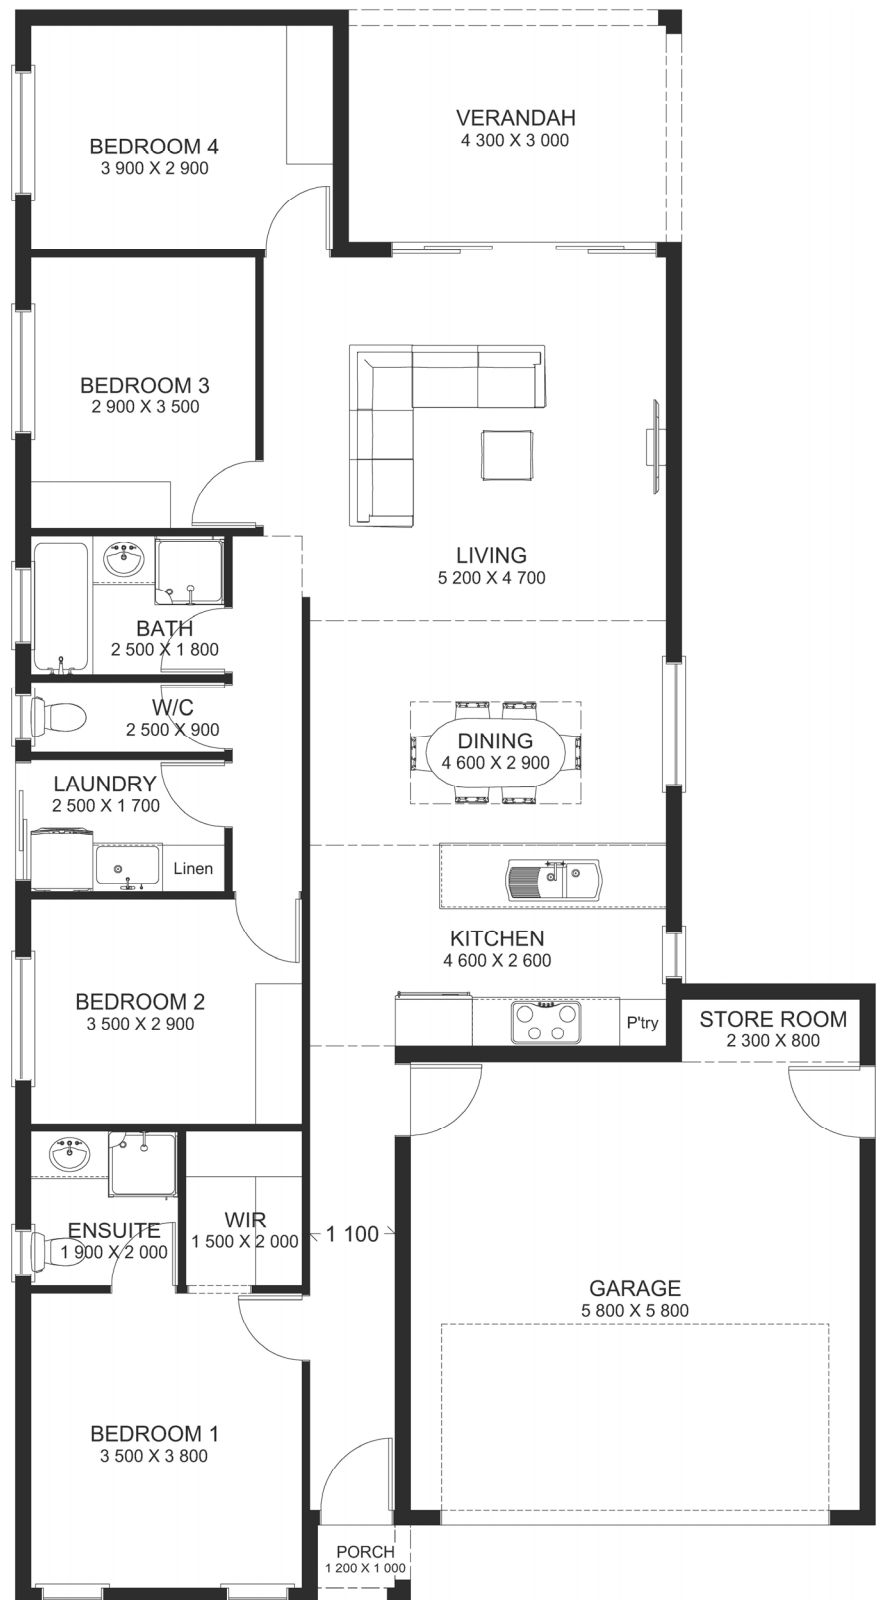 VERANDAH
4 300 X 3 000
BEDROOM 4
3 900 X 2 900
BEDROOM 3
2 900 X 3 500
LIVING
5 200 X 4 700
BATH
2 500 X 1 800
W/C
2 500 X 900
DINING
4 600 X 2 900
LAUNDRY
2 500 X 1 700
Linen
KITCHEN
4 600 X 2 600
BEDROOM 2
3 500 X 2 900
P'try
STORE ROOM
2 300 X 800
ENSUITE
1 900 X 2 000
WIR
1 500 X 2 000
1 100
GARAGE
5 800 X 5 800
BEDROOM 1
3 500 X 3 800
PORCH
1 200 X 1 000